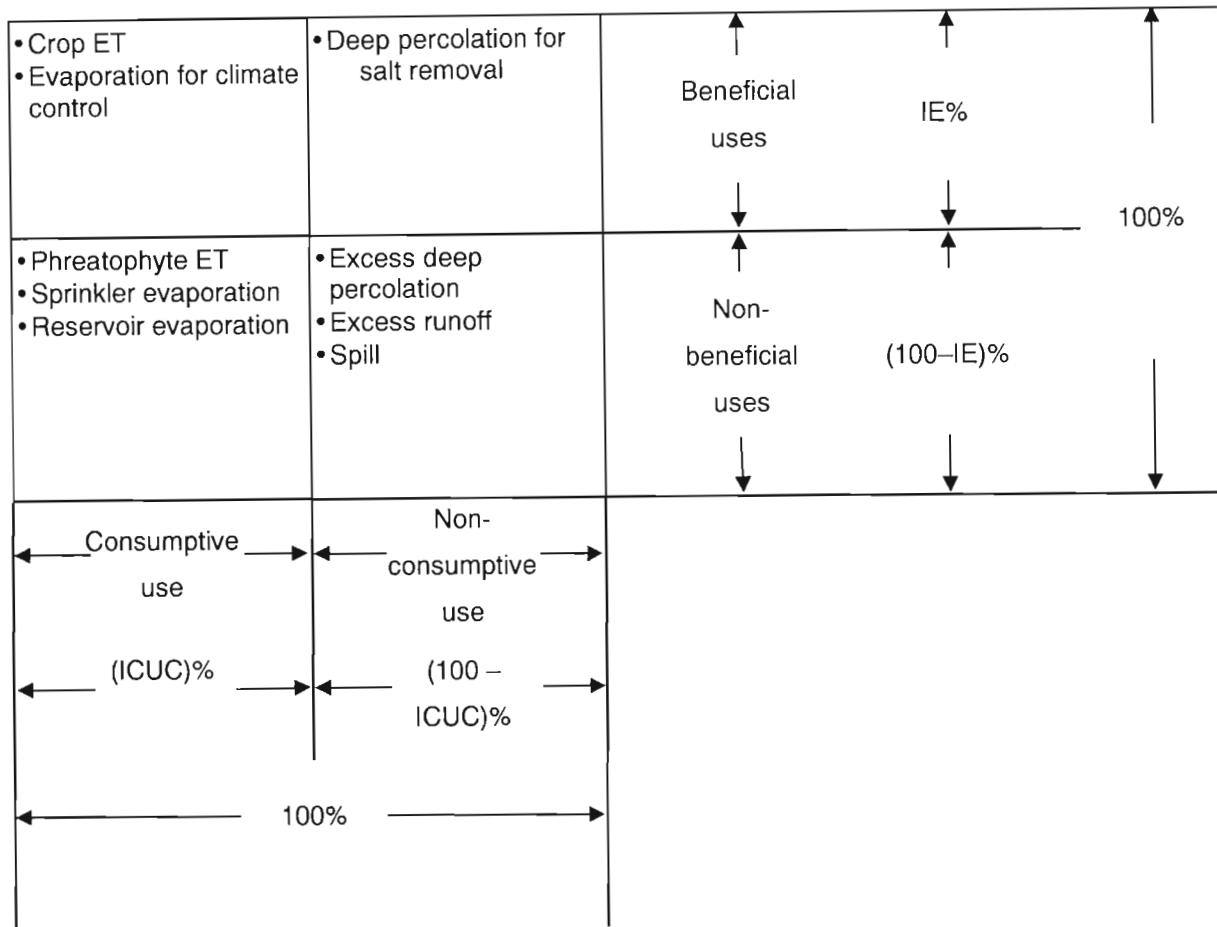 • Crop ET
• Evaporation for climate
control
• Deep percolation for
salt removal
Beneficial
uses
IE%
100%
• Phreatophyte ET
• Sprinkler evaporation
• Reservoir evaporation
• Excess deep
percolation
• Excess runoff
• Spill
Non-
beneficial
uses
(100–IE)%
Consumptive
use
Non-
consumptive
use
(ICUC)%
(100 –
ICUC)%
100%